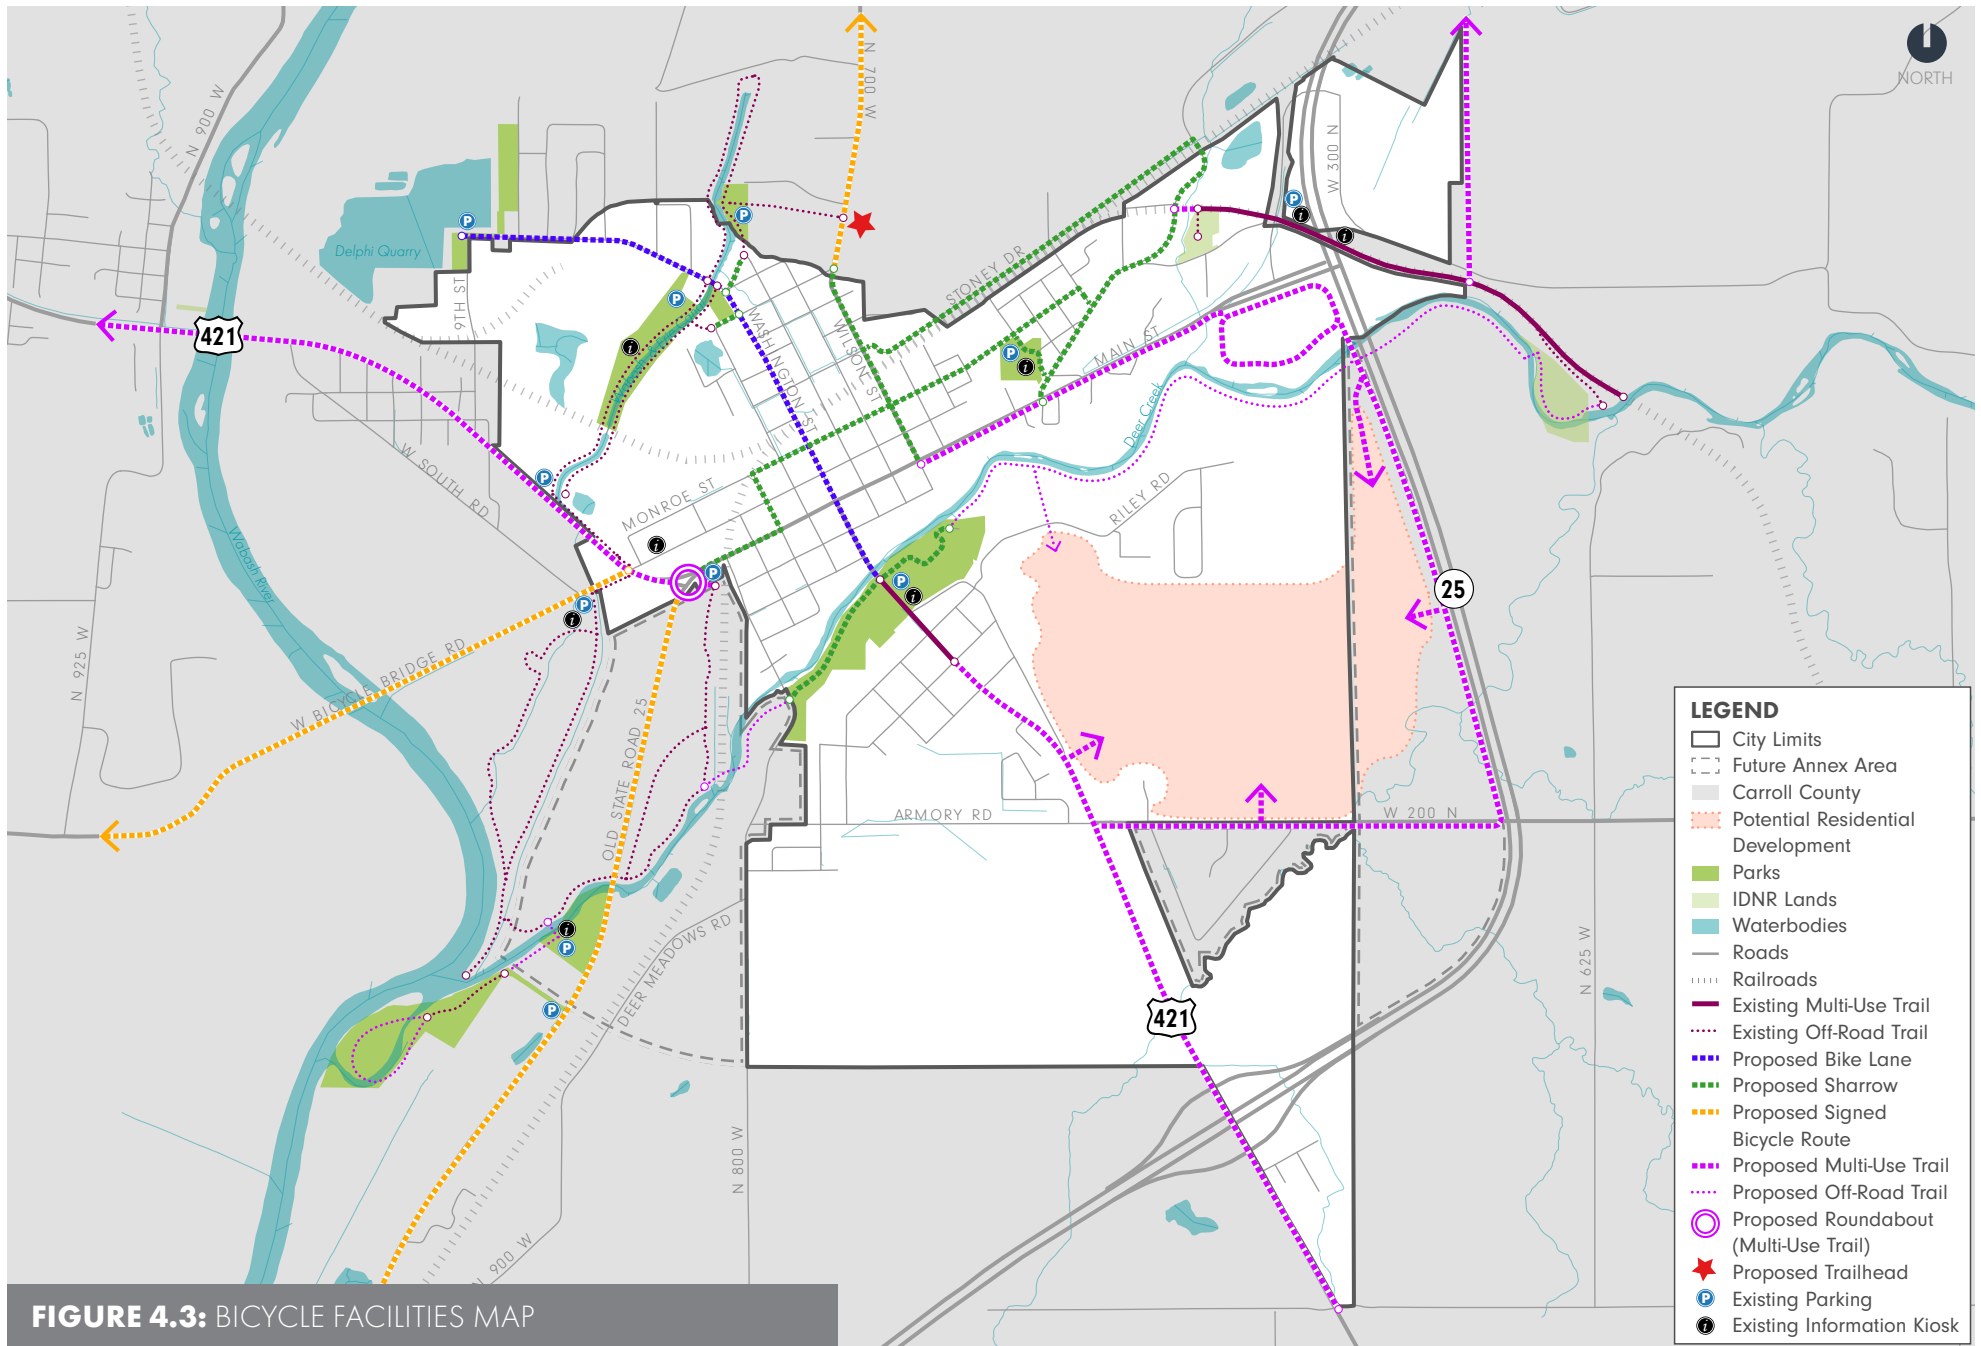 NORTH
N 900 W
N 700 W
W 300 N
Delphi Quarry
9TH ST
STONEY DR
421
WASHINGTON ST
WILSON ST
MAIN ST
Deer Creek
W SOUTH RD
MONROE ST
RILEY RD
Wabash River
25
N 925 W
W BICYCLE BRIDGE RD
OLD STATE ROAD 25
ARMORY RD
W 200 N
DEER MEADOWS RD
N 625 W
421
N 800 W
N 900 W
LEGEND
City Limits
Future Annex Area
Carroll County
Potential Residential
Development
Parks
IDNR Lands
Waterbodies
Roads
Railroads
Existing Multi-Use Trail
Existing Off-Road Trail
Proposed Bike Lane
Proposed Sharrow
Proposed Signed
Bicycle Route
Proposed Multi-Use Trail
Proposed Off-Road Trail
Proposed Roundabout
(Multi-Use Trail)
Proposed Trailhead
P Existing Parking
i Existing Information Kiosk
FIGURE 4.3: BICYCLE FACILITIES MAP